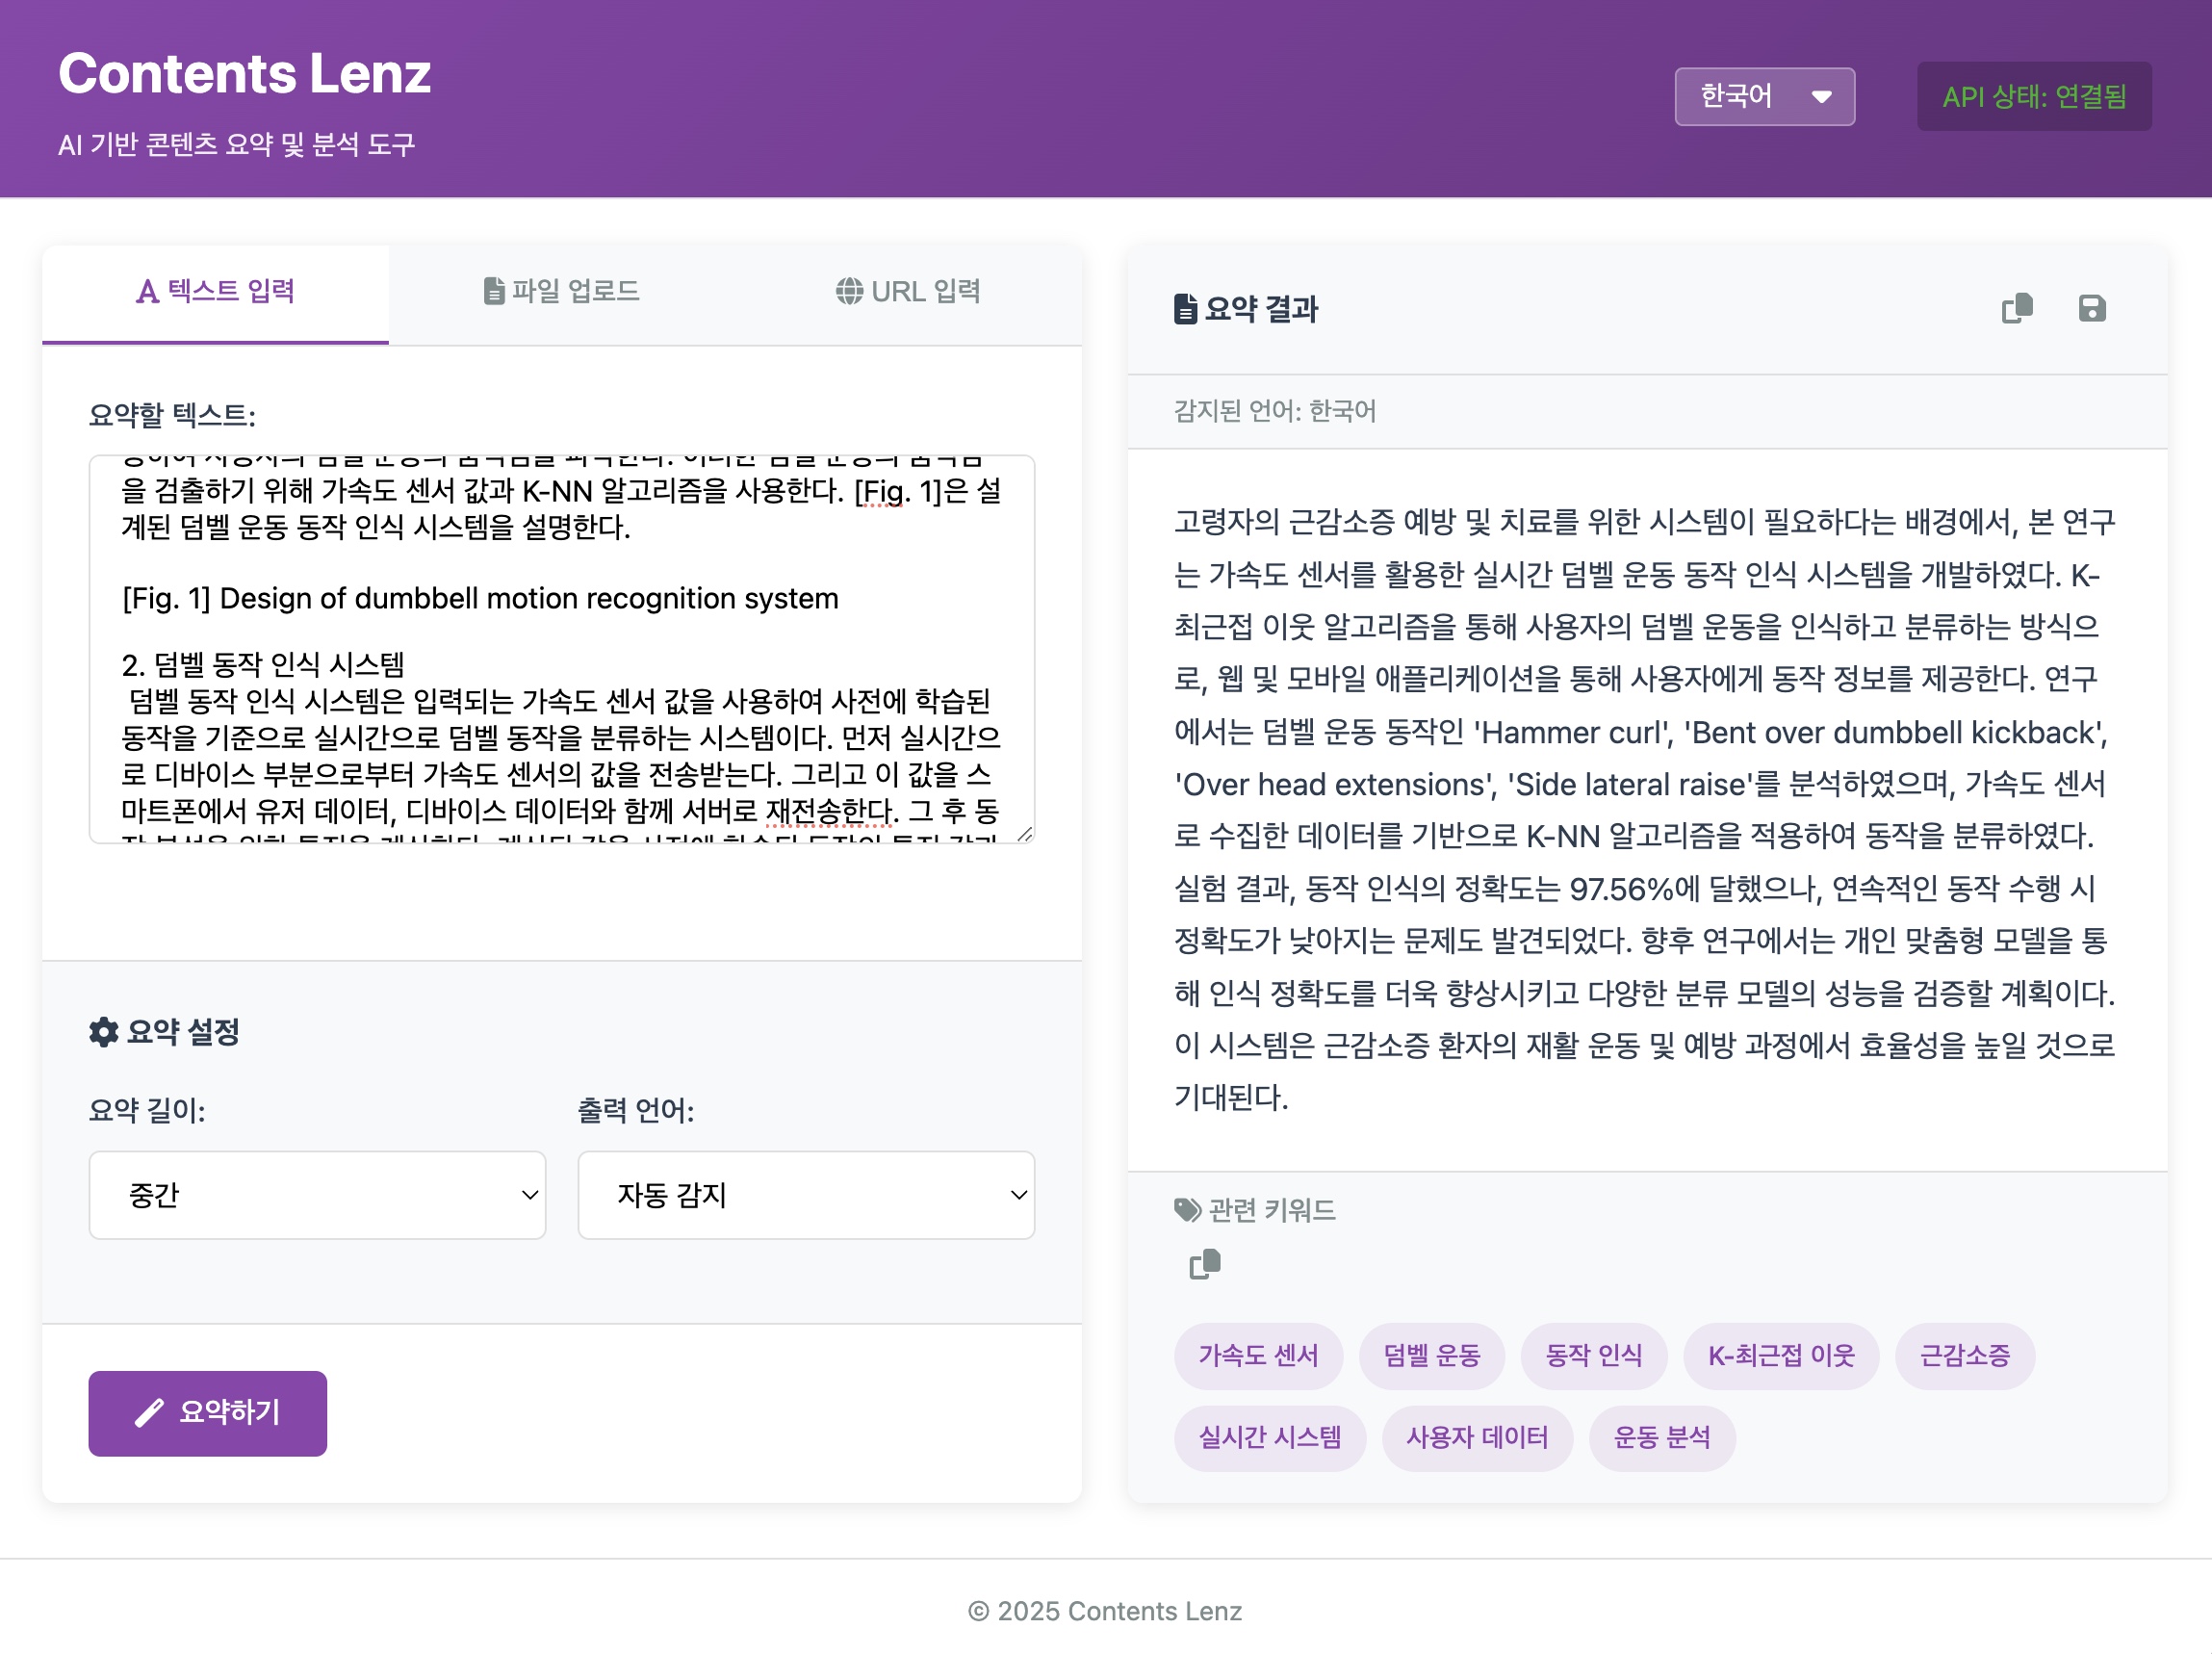 Contents Lenz
AI 기반 콘텐츠 요약 및 분석 도구
한국어
API 상태: 연결됨
텍스트 입력
파일 업로드
URL 입력
요약할 텍스트:
을 검출하기 위해 가속도 센서 값과 K-NN 알고리즘을 사용한다. [Fig. 1]은 설
계된 덤벨 운동 동작 인식 시스템을 설명한다.
[Fig. 1] Design of dumbbell motion recognition system
2. 덤벨 동작 인식 시스템
덤벨 동작 인식 시스템은 입력되는 가속도 센서 값을 사용하여 사전에 학습된
동작을 기준으로 실시간으로 덤벨 동작을 분류하는 시스템이다. 먼저 실시간으
로 디바이스 부분으로부터 가속도 센서의 값을 전송받는다. 그리고 이 값을 스
마트폰에서 유저 데이터, 디바이스 데이터와 함께 서버로 재전송한다. 그 후 동
요약 설정
요약 길이:
출력 언어:
중간
자동 감지
요약하기
요약 결과
감지된 언어: 한국어
고령자의 근감소증 예방 및 치료를 위한 시스템이 필요하다는 배경에서, 본 연구
는 가속도 센서를 활용한 실시간 덤벨 운동 동작 인식 시스템을 개발하였다. K-
최근접 이웃 알고리즘을 통해 사용자의 덤벨 운동을 인식하고 분류하는 방식으
로, 웹 및 모바일 애플리케이션을 통해 사용자에게 동작 정보를 제공한다. 연구
에서는 덤벨 운동 동작인 'Hammer curl', 'Bent over dumbbell kickback',
'Over head extensions', 'Side lateral raise'를 분석하였으며, 가속도 센서
로 수집한 데이터를 기반으로 K-NN 알고리즘을 적용하여 동작을 분류하였다.
실험 결과, 동작 인식의 정확도는 97.56%에 달했으나, 연속적인 동작 수행 시
정확도가 낮아지는 문제도 발견되었다. 향후 연구에서는 개인 맞춤형 모델을 통
해 인식 정확도를 더욱 향상시키고 다양한 분류 모델의 성능을 검증할 계획이다.
이 시스템은 근감소증 환자의 재활 운동 및 예방 과정에서 효율성을 높일 것으로
기대된다.
관련 키워드
가속도 센서
덤벨 운동
동작 인식
K-최근접 이웃
근감소증
실시간 시스템
사용자 데이터
운동 분석
© 2025 Contents Lenz